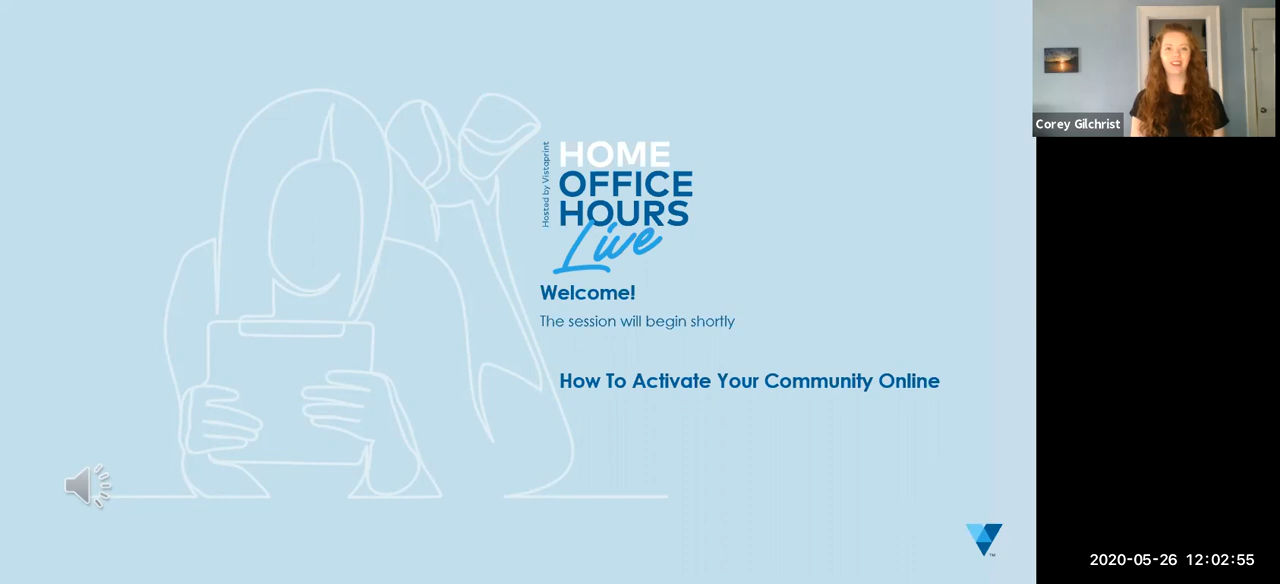 Hosted by Vistaprint
HOME
OFFICE
HOURS
Live
Welcome!
The session will begin shortly
How To Activate Your Community Online
Corey Gilchrist
TM
2020-05-26 12:02:55